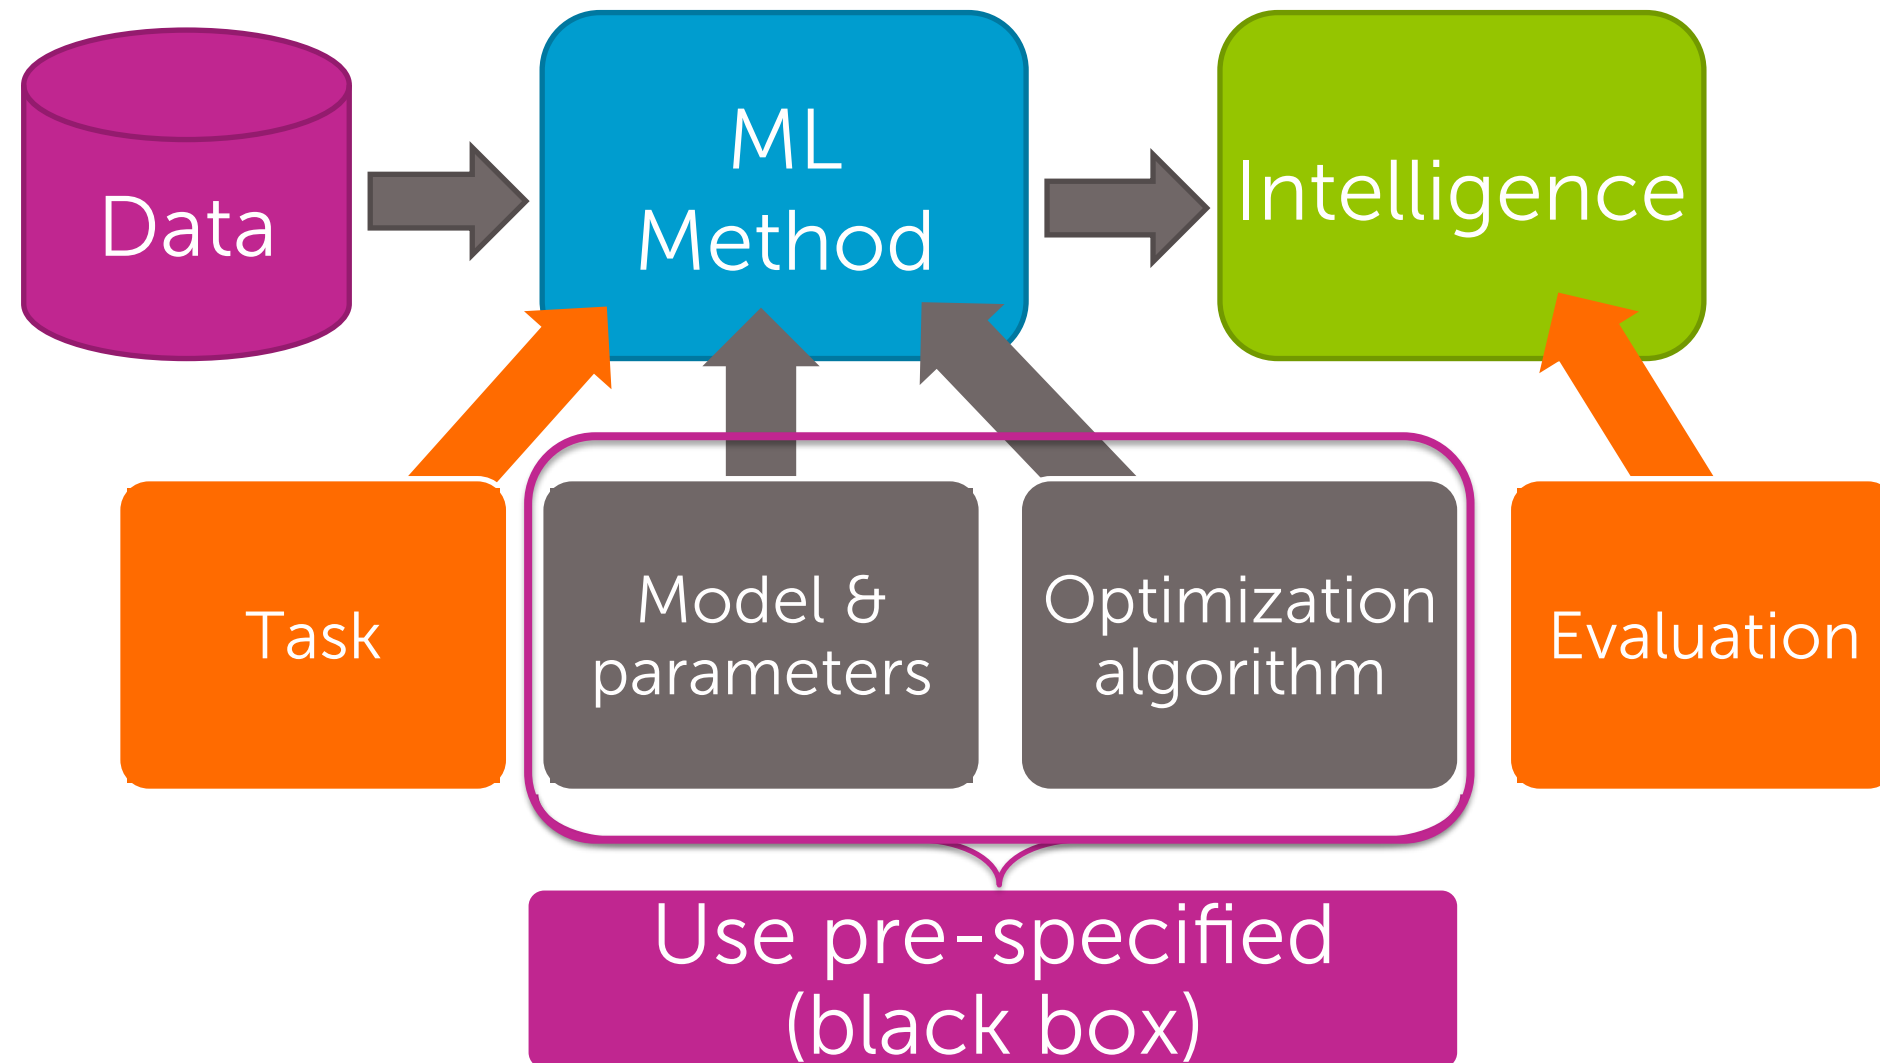 Data
ML
Method
Intelligence
Task
Model &
parameters
Optimization
algorithm
Evaluation
Use pre-specified
(black box)